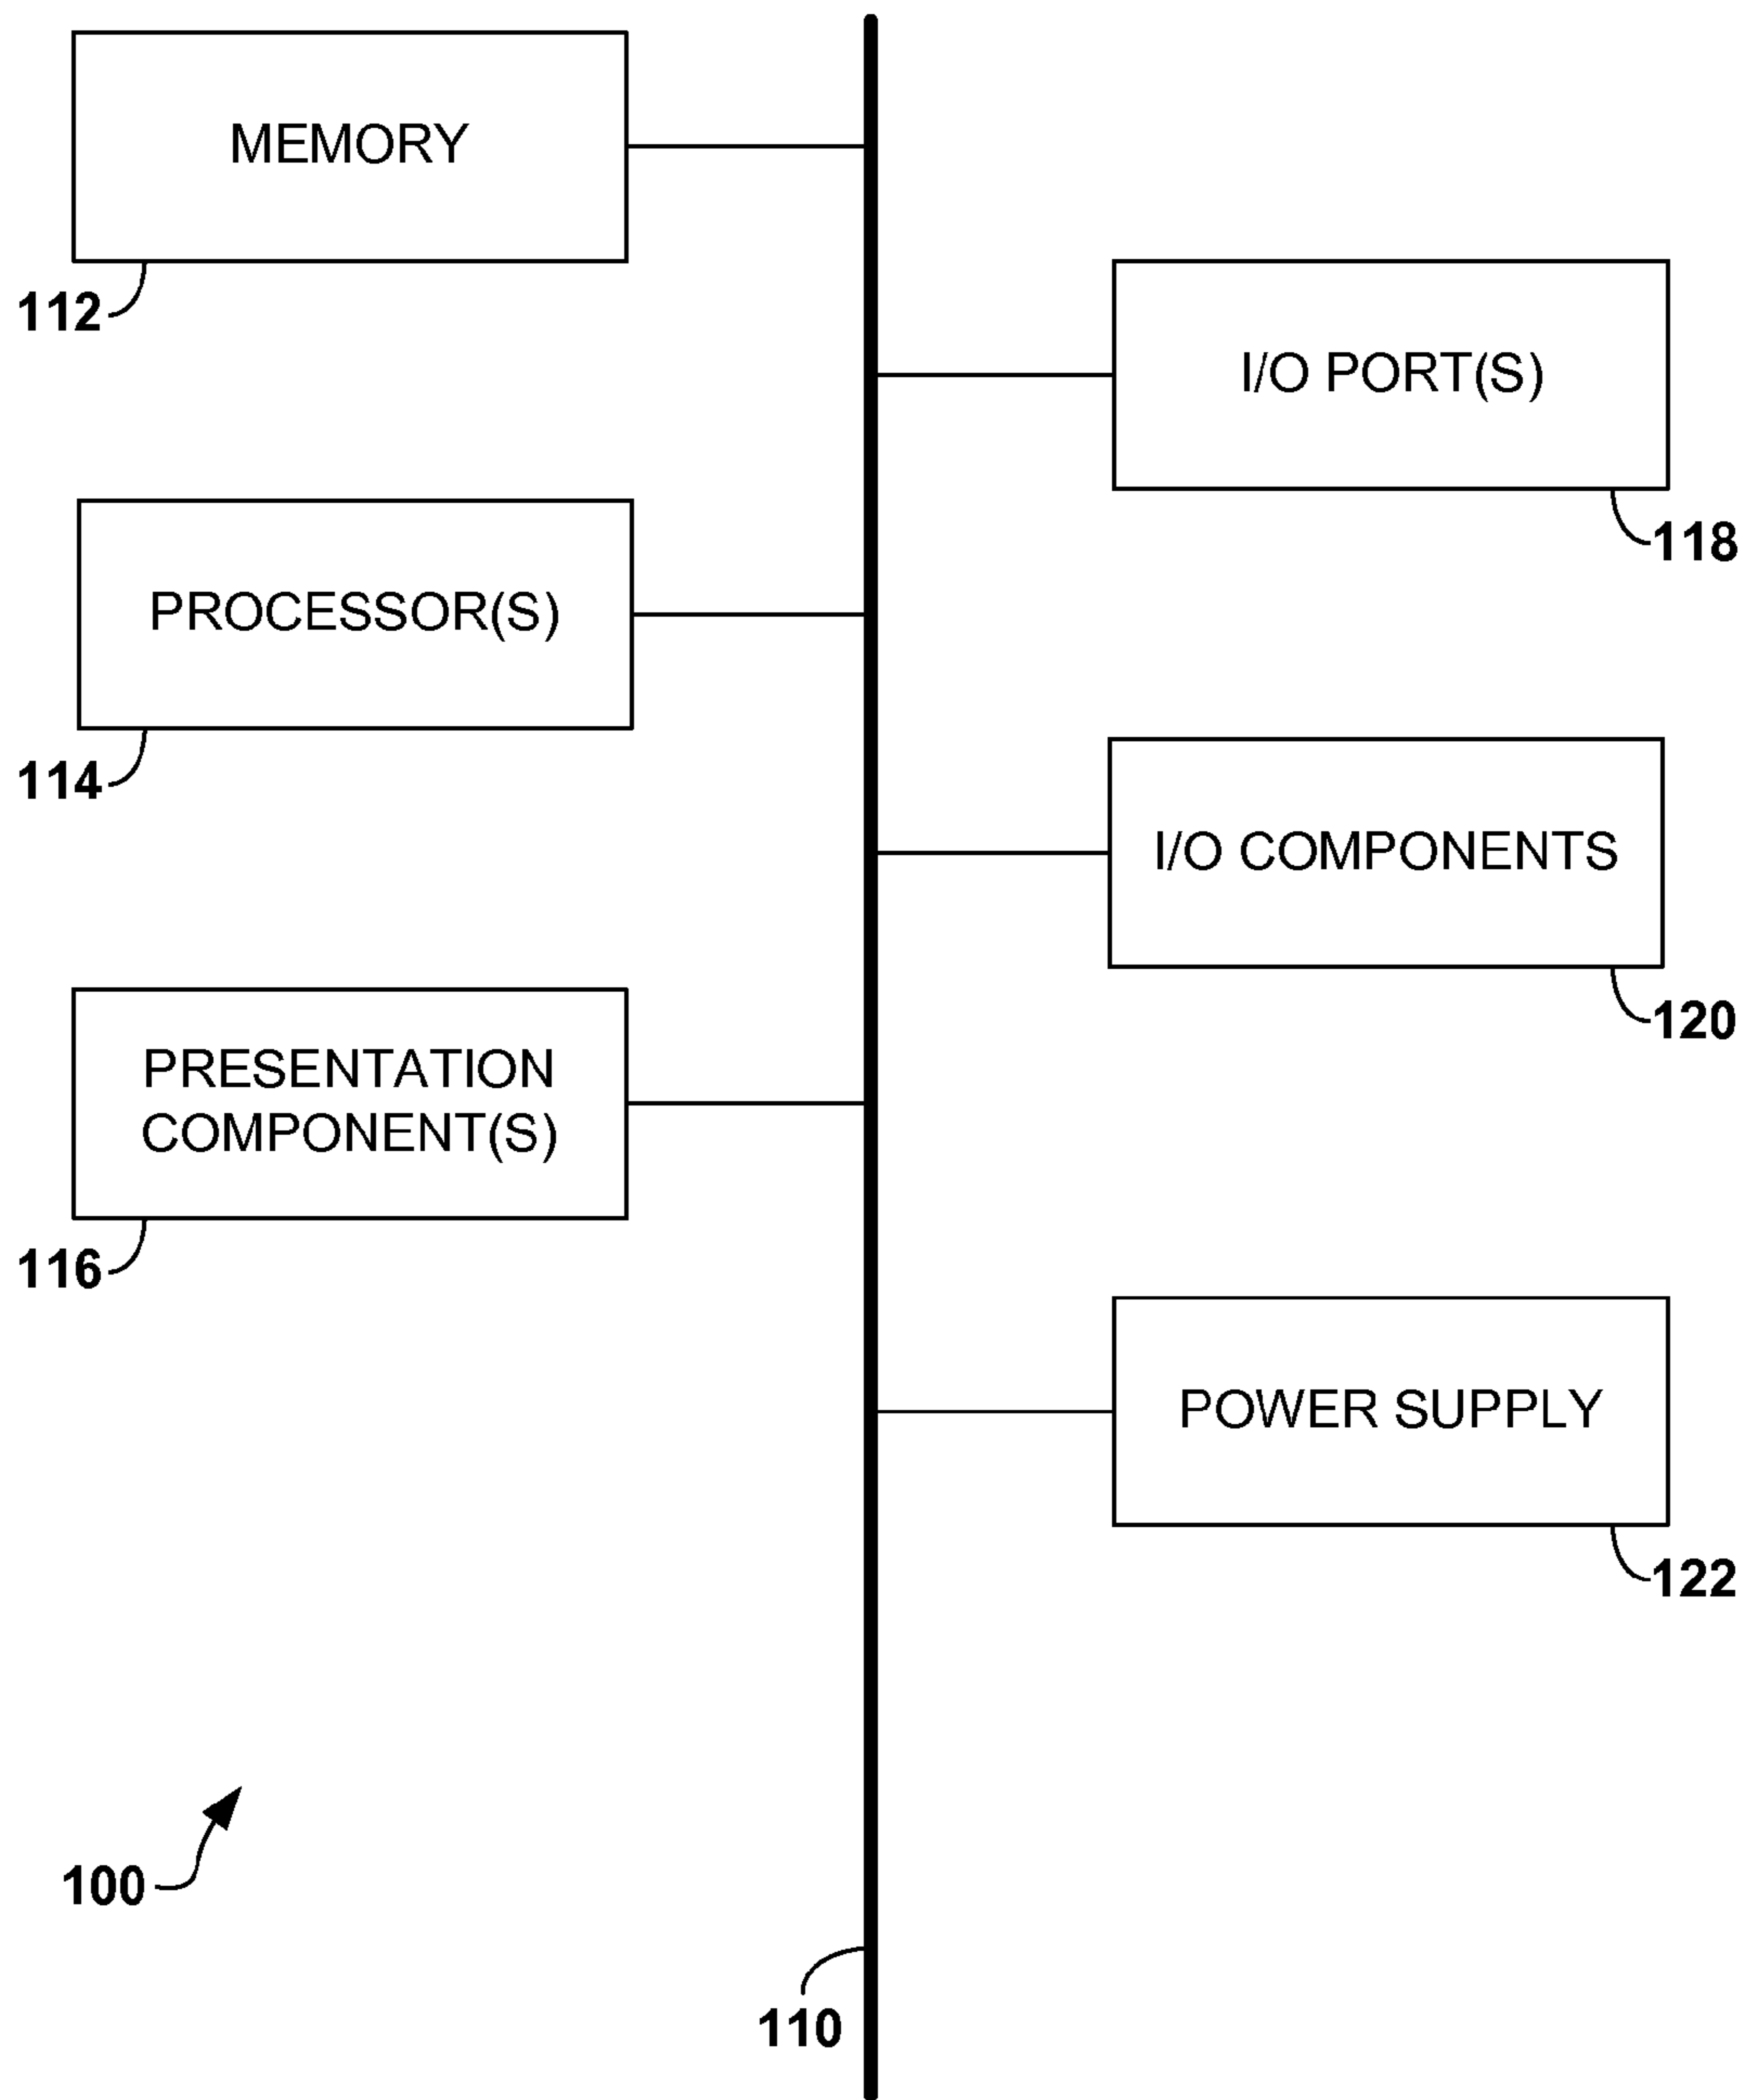 MEMORY
112
I/O PORT(S)
118
PROCESSOR(S)
114
I/O COMPONENTS
120
PRESENTATION
COMPONENT(S)
116
POWER SUPPLY
122
100
110